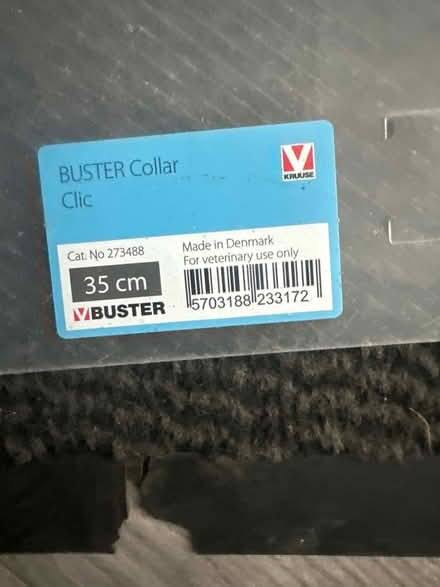 BUSTER Collar
Clic
KRUUSE
Cat. No 273488
35 cm
BUSTER
Made in Denmark
For veterinary use only
5703188 233172